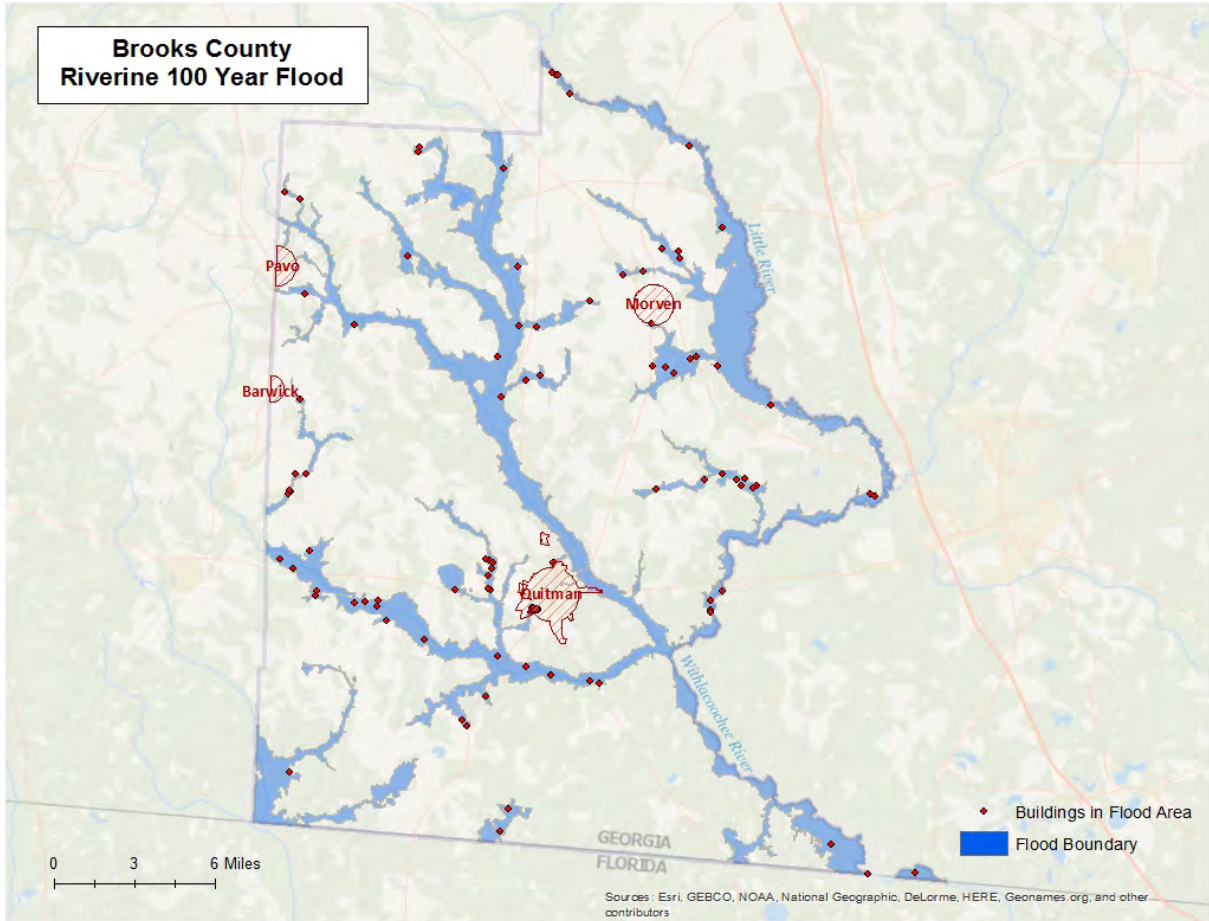 Brooks County
Riverine 100 Year Flood
Little River
Pavo
Morven
Barwick
Quitman
Withlacoochee River
Buildings in Flood Area
Flood Boundary
GEORGIA
FLORIDA
0 3 6 Miles
Sources: Esri, GEBCO, NOAA, National Geographic, DeLorme, HERE, Geonames.org, and other
contributors